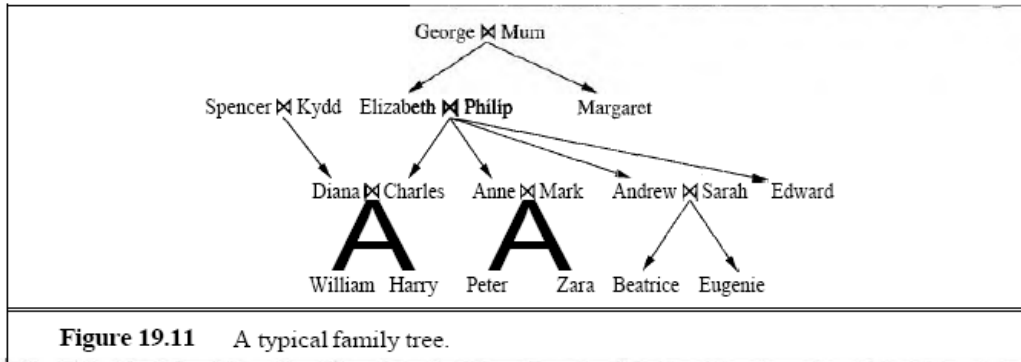 George ⋈ Mum
Spencer ⋈ Kydd Elizabeth ⋈ Philip Margaret
Diana ⋈ Charles Anne ⋈ Mark Andrew ⋈ Sarah Edward
A A
William Harry Peter Zara Beatrice Eugenie
Figure 19.11 A typical family tree.